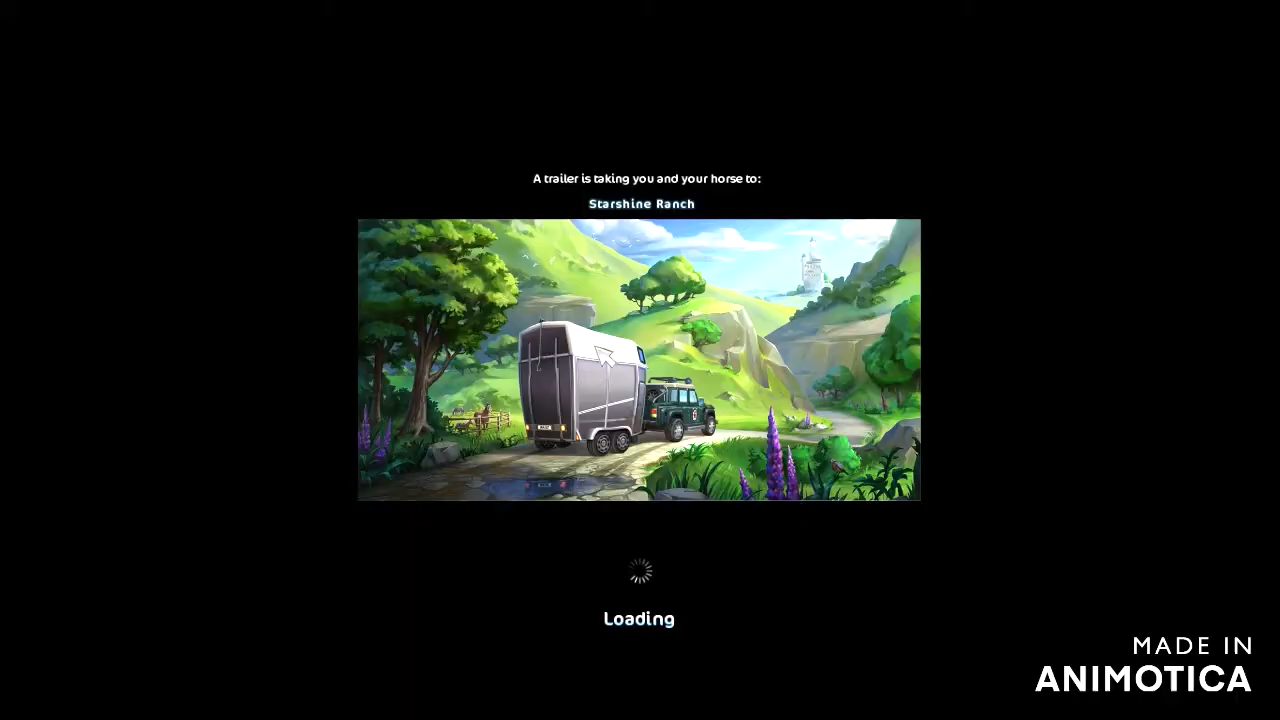 A trailer is taking you and your horse to:
Starshine Ranch
Loading
MADE IN
ANIMOTICA